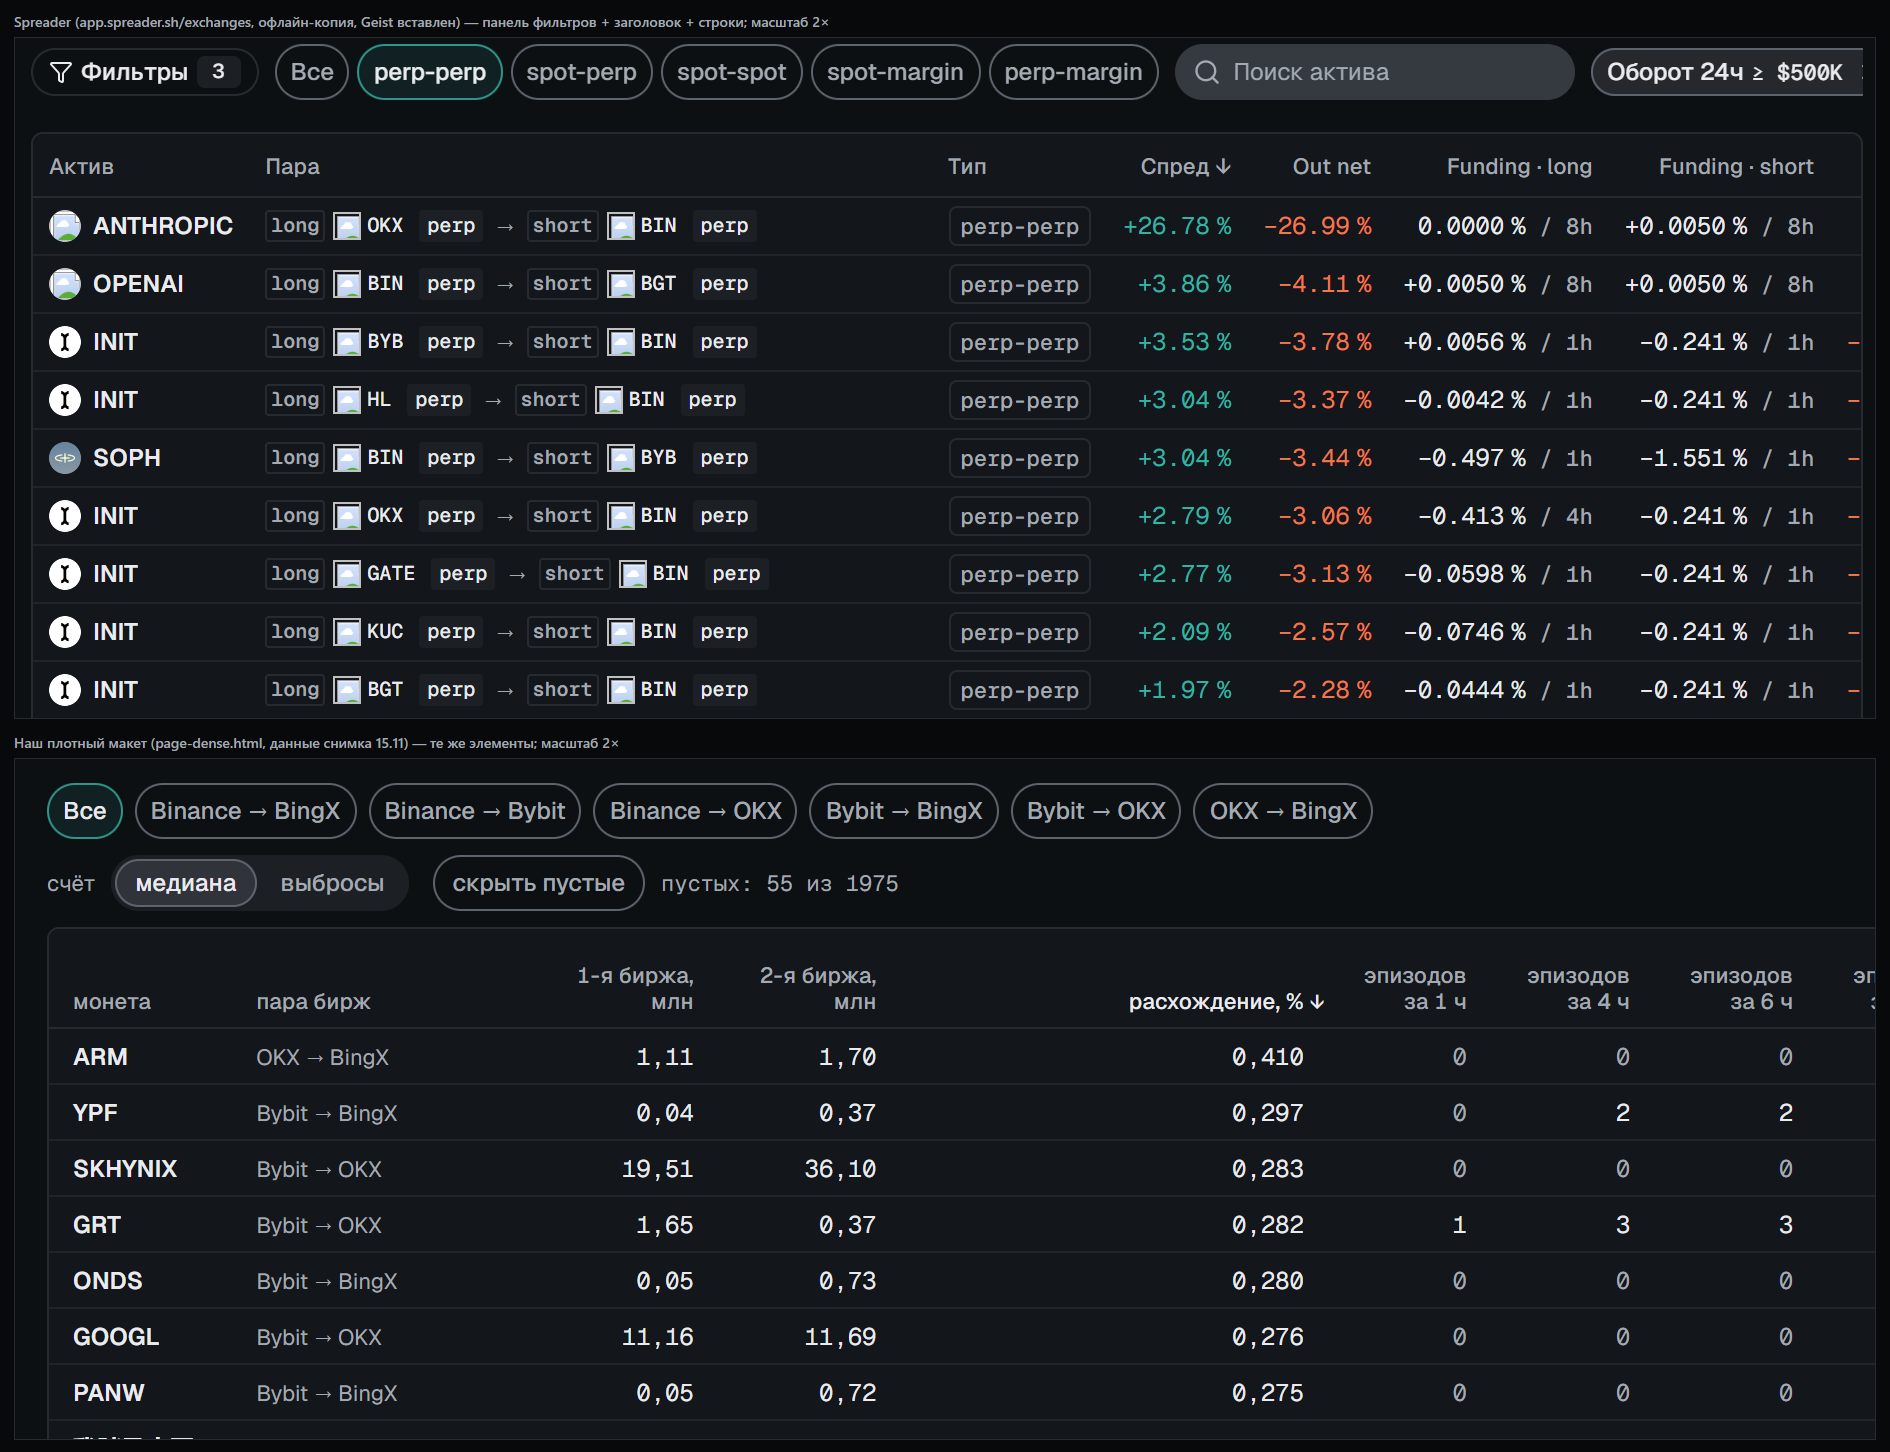 Spreader (app.spreader.sh/exchanges, офлайн-копия, Geist вставлен) — панель фильтров + заголовок + строки; масштаб 2×
Фильтры 3 Все perp-perp spot-perp spot-spot spot-margin perp-margin Поиск актива Оборот 24ч ≥ $500K
Актив Пара Тип Спред ↓ Out net Funding · long Funding · short
ANTHROPIC long OKX perp → short BIN perp perp-perp +26.78 % −26.99 % 0.0000 % / 8h +0.0050 % / 8h
OPENAI long BIN perp → short BGT perp perp-perp +3.86 % −4.11 % +0.0050 % / 8h +0.0050 % / 8h
INIT long BYB perp → short BIN perp perp-perp +3.53 % −3.78 % +0.0056 % / 1h −0.241 % / 1h −
INIT long HL perp → short BIN perp perp-perp +3.04 % −3.37 % −0.0042 % / 1h −0.241 % / 1h −
SOPH long BIN perp → short BYB perp perp-perp +3.04 % −3.44 % −0.497 % / 1h −1.551 % / 1h −
INIT long OKX perp → short BIN perp perp-perp +2.79 % −3.06 % −0.413 % / 4h −0.241 % / 1h −
INIT long GATE perp → short BIN perp perp-perp +2.77 % −3.13 % −0.0598 % / 1h −0.241 % / 1h −
INIT long KUC perp → short BIN perp perp-perp +2.09 % −2.57 % −0.0746 % / 1h −0.241 % / 1h −
INIT long BGT perp → short BIN perp perp-perp +1.97 % −2.28 % −0.0444 % / 1h −0.241 % / 1h −
Наш плотный макет (page-dense.html, данные снимка 15.11) — те же элементы; масштаб 2×
Все Binance → BingX Binance → Bybit Binance → OKX Bybit → BingX Bybit → OKX OKX → BingX
счёт медиана выбросы скрыть пустые пустых: 55 из 1975
1-я биржа, 2-я биржа, эпизодов эпизодов эпизодов эп
монета пара бирж млн млн расхождение, % ↓ за 1 ч за 4 ч за 6 ч
ARM OKX → BingX 1,11 1,70 0,410 0 0 0
YPF Bybit → BingX 0,04 0,37 0,297 0 2 2
SKHYNIX Bybit → OKX 19,51 36,10 0,283 0 0 0
GRT Bybit → OKX 1,65 0,37 0,282 1 3 3
ONDS Bybit → BingX 0,05 0,73 0,280 0 0 0
GOOGL Bybit → OKX 11,16 11,69 0,276 0 0 0
PANW Bybit → BingX 0,05 0,72 0,275 0 0 0